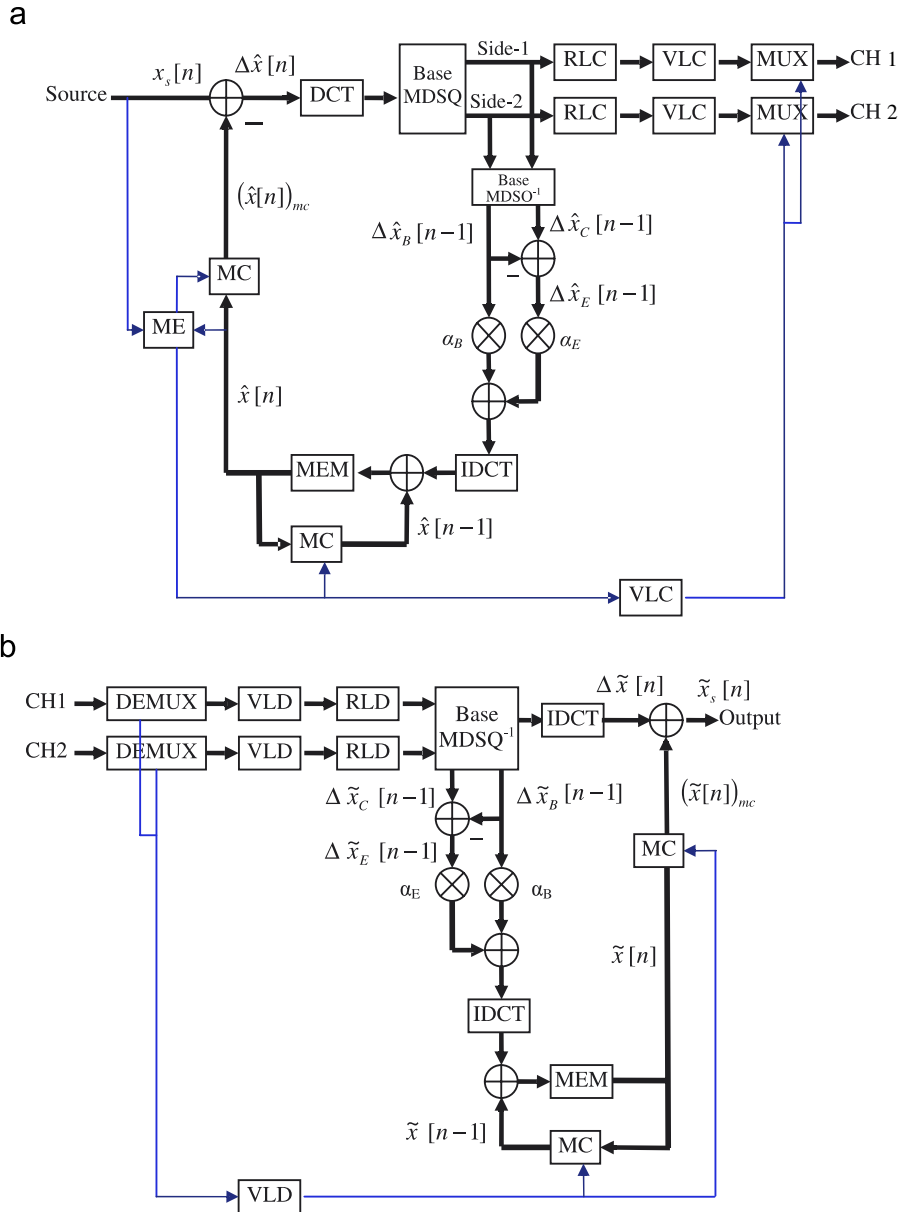 a
x_s[n]
Δx̂[n]
Side-1
RLC
VLC
MUX
CH 1
Source
DCT
Base
MDSQ
Side-2
RLC
VLC
MUX
CH 2
−
Base
MDSQ⁻¹
(x̂[n])_mc
Δx̂_B [n−1]
Δx̂_C [n−1]
−
MC
Δx̂_E [n−1]
ME
α_B
α_E
x̂[n]
MEM
IDCT
MC
x̂[n−1]
VLC
b
CH1
DEMUX
VLD
RLD
Base
MDSQ⁻¹
IDCT
Δx̃[n]
x̃_s[n]
Output
CH2
DEMUX
VLD
RLD
Δx̃_C [n−1]
Δx̃_B [n−1]
(x̃[n])_mc
−
Δx̃_E [n−1]
MC
α_E
α_B
x̃[n]
IDCT
MEM
x̃ [n−1]
MC
VLD